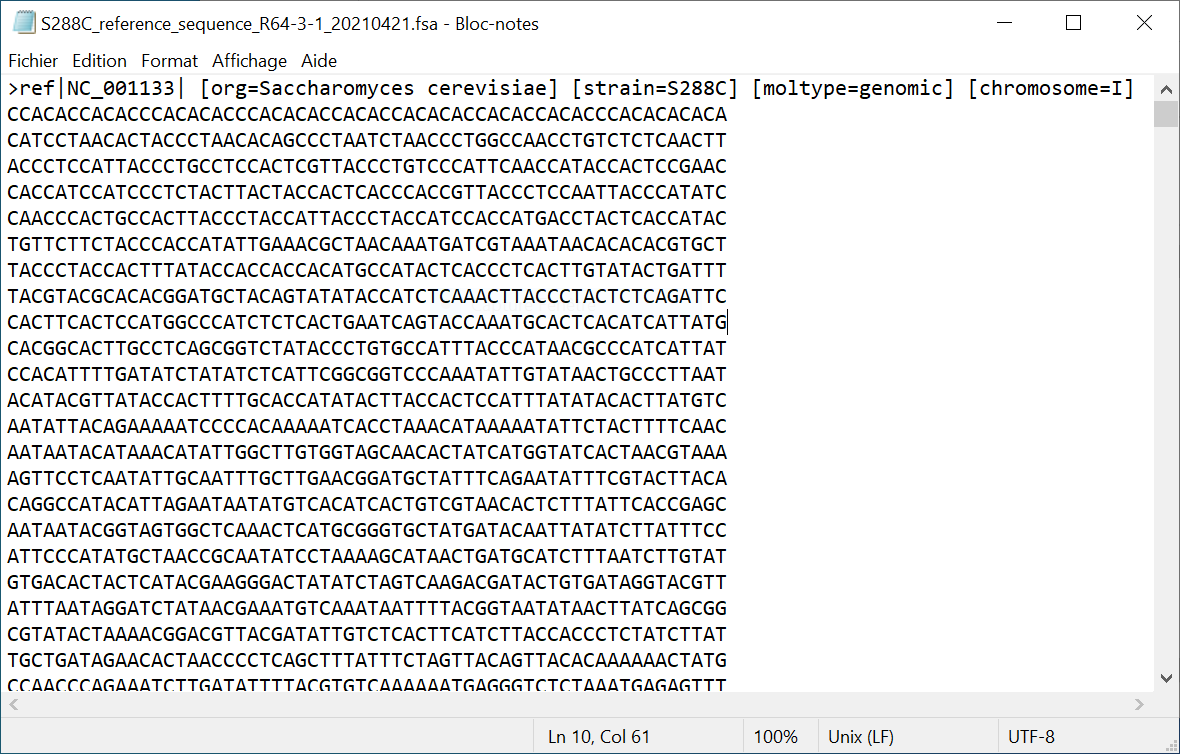 S288C_reference_sequence_R64-3-1_20210421.fsa - Bloc-notes
Fichier Edition Format Affichage Aide
>ref|NC_001133| [org=Saccharomyces cerevisiae] [strain=S288C] [moltype=genomic] [chromosome=I]
CCACACCACACCCACACACCCACACACCACACCACACACCACACCACACCCACACACACA
CATCCTAACACTACCCTAACACAGCCCTAATCTAACCCTGGCCAACCTGTCTCTCAACTT
ACCCTCCATTACCCTGCCTCCACTCGTTACCCTGTCCCATTCAACCATACCACTCCGAAC
CACCATCCATCCCTCTACTTACTACCACTCACCCACCGTTACCCTCCAATTACCCATATC
CAACCCACTGCCACTTACCCTACCATTACCCTACCATCCACCATGACCTACTCACCATAC
TGTTCTTCTACCCACCATATTGAAACGCTAACAAATGATCGTAAATAACACACACGTGCT
TACCCTACCACTTTATACCACCACCACATGCCATACTCACCCTCACTTGTATACTGATTT
TACGTACGCACACGGATGCTACAGTATATACCATCTCAAACTTACCCTACTCTCAGATTC
CACTTCACTCCATGGCCCATCTCTCACTGAATCAGTACCAAATGCACTCACATCATTATG
CACGGCACTTGCCTCAGCGGTCTATACCCTGTGCCATTTACCCATAACGCCCATCATTAT
CCACATTTTGATATCTATATCTCATTCGGCGGTCCCAAATATTGTATAACTGCCCTTAAT
ACATACGTTATACCACTTTTGCACCATATACTTACCACTCCATTTATATACACTTATGTC
AATATTACAGAAAAATCCCCACAAAAATCACCTAAACATAAAAATATTCTACTTTTCAAC
AATAATACATAAACATATTGGCTTGTGGTAGCAACACTATCATGGTATCACTAACGTAAA
AGTTCCTCAATATTGCAATTTGCTTGAACGGATGCTATTTCAGAATATTTCGTACTTACA
CAGGCCATACATTAGAATAATATGTCACATCACTGTCGTAACACTCTTTATTCACCGAGC
AATAATACGGTAGTGGCTCAAACTCATGCGGGTGCTATGATACAATTATATCTTATTTCC
ATTCCCATATGCTAACCGCAATATCCTAAAAGCATAACTGATGCATCTTTAATCTTGTAT
GTGACACTACTCATACGAAGGGACTATATCTAGTCAAGACGATACTGTGATAGGTACGTT
ATTTAATAGGATCTATAACGAAATGTCAAATAATTTTACGGTAATATAACTTATCAGCGG
CGTATACTAAAACGGACGTTACGATATTGTCTCACTTCATCTTACCACCCTCTATCTTAT
TGCTGATAGAACACTAACCCCTCAGCTTTATTTCTAGTTACAGTTACACAAAAAACTATG
CCAACCCAGAAATCTTGATATTTTACGTGTCAAAAAATGAGGGTCTCTAAATGAGAGTTT
Ln 10, Col 61 100% Unix (LF) UTF-8